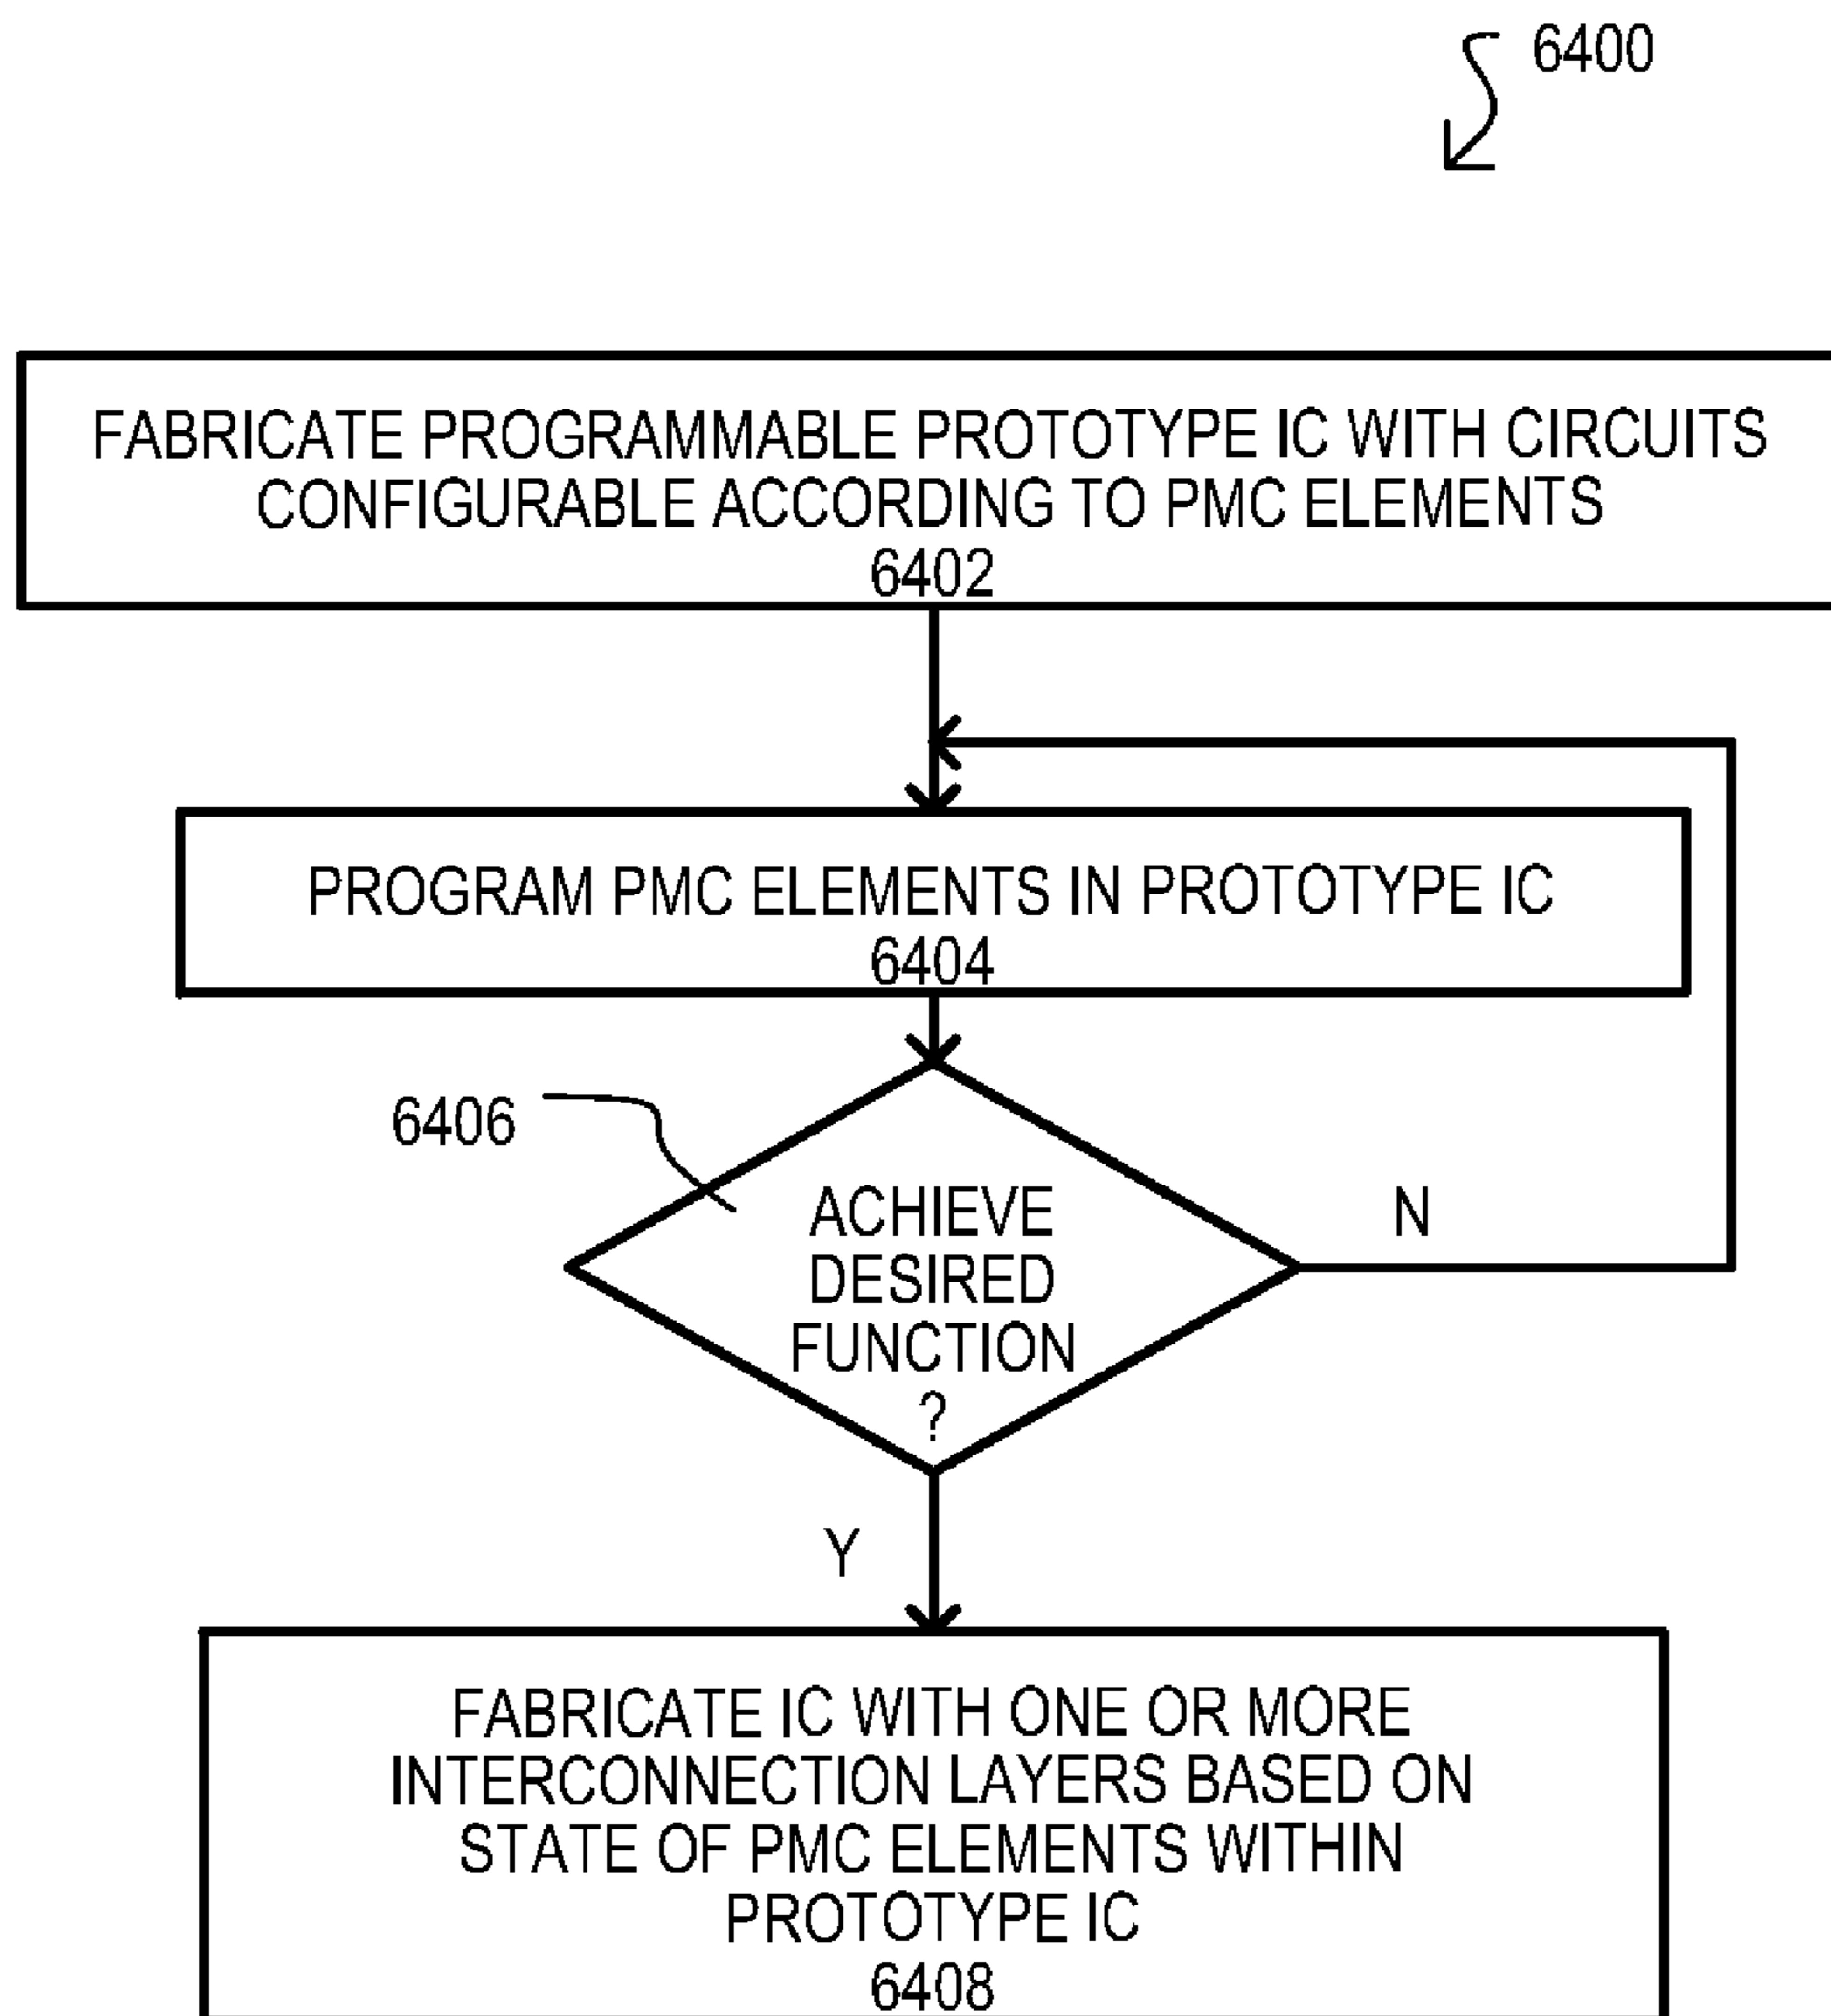 6400
FABRICATE PROGRAMMABLE PROTOTYPE IC WITH CIRCUITS
CONFIGURABLE ACCORDING TO PMC ELEMENTS
6402
PROGRAM PMC ELEMENTS IN PROTOTYPE IC
6404
6406
ACHIEVE
DESIRED
FUNCTION
?
N
Y
FABRICATE IC WITH ONE OR MORE
INTERCONNECTION LAYERS BASED ON
STATE OF PMC ELEMENTS WITHIN
PROTOTYPE IC
6408